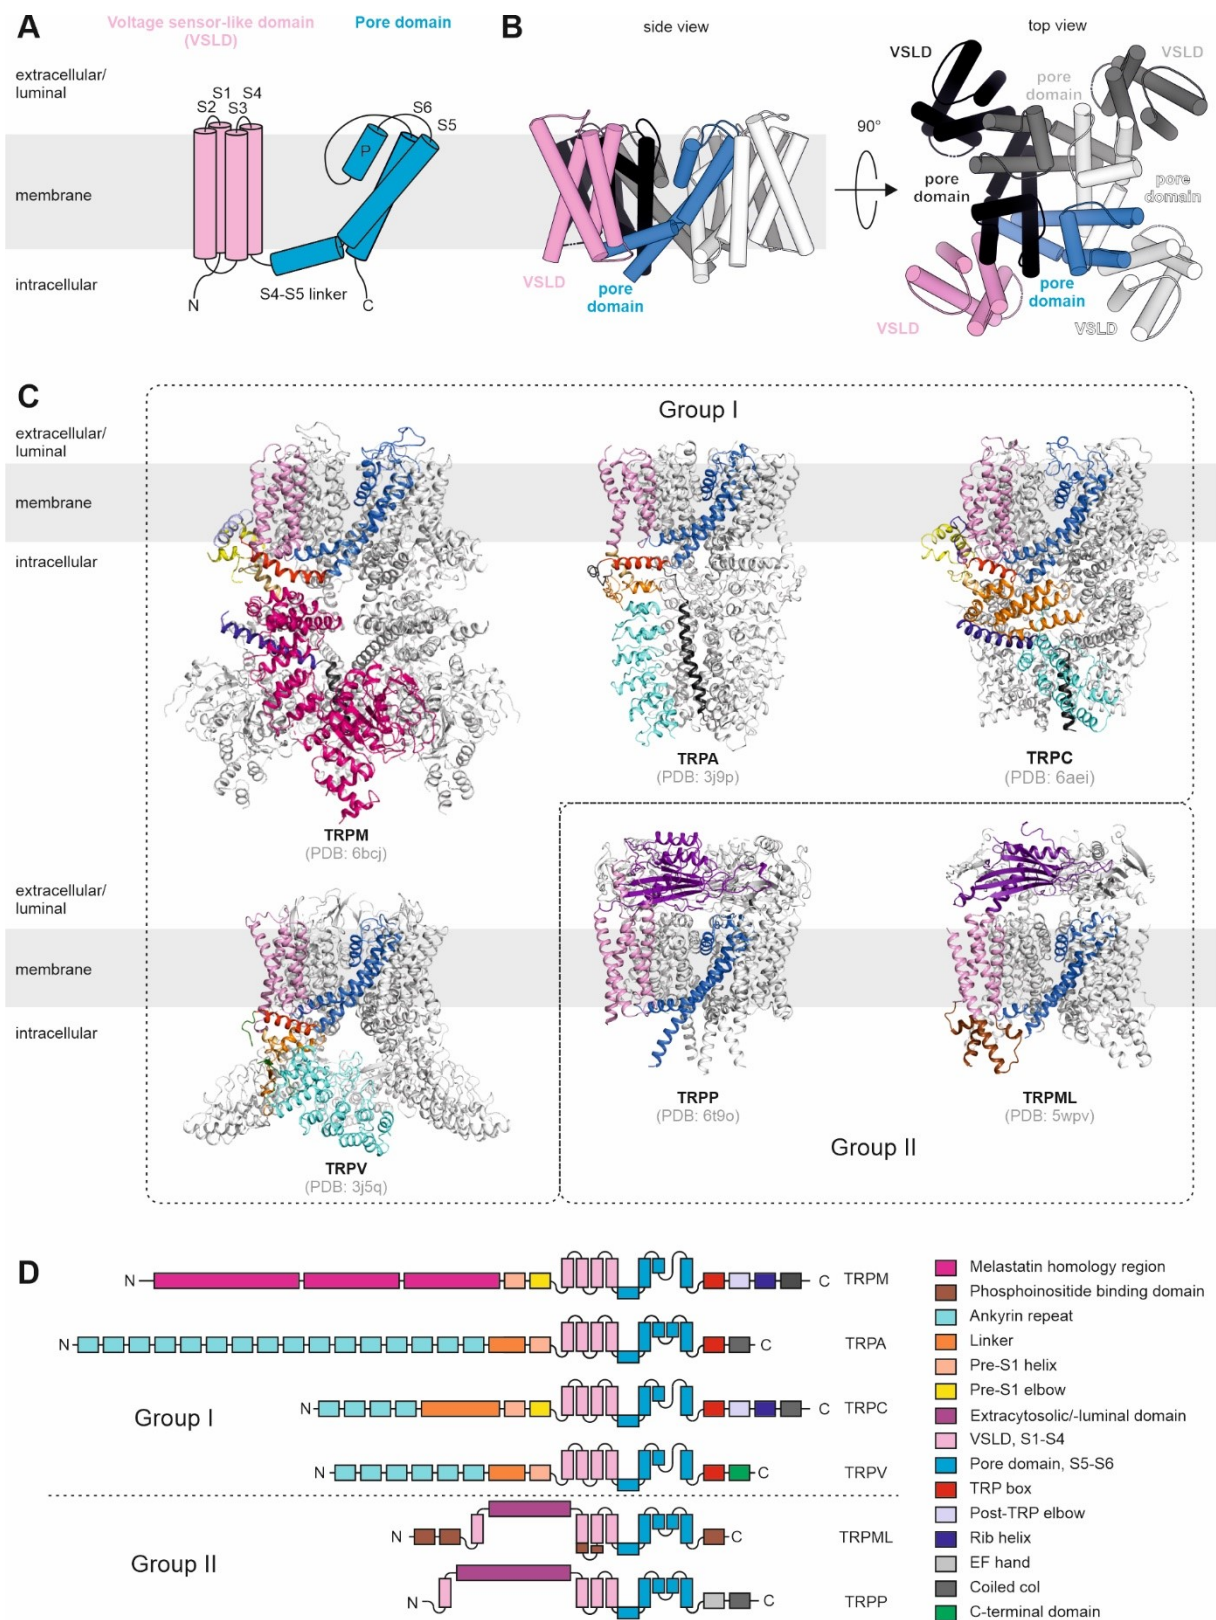 A
Voltage sensor-like domain
(VSLD)
Pore domain
extracellular/
luminal
S1
S4
S2
S3
S6
S5
P
membrane
intracellular
N
S4-S5 linker
C
B
side view
top view
VSLD
pore
domain
90°
VSLD
pore
domain
VSLD
pore
domain
pore
domain
VSLD
pore
domain
VSLD
C
Group I
extracellular/
luminal
membrane
intracellular
TRPM
(PDB: 6bcj)
TRPA
(PDB: 3j9p)
TRPC
(PDB: 6aei)
extracellular/
luminal
membrane
intracellular
TRPV
(PDB: 3j5q)
TRPP
(PDB: 6t9o)
TRPML
(PDB: 5wpv)
Group II
D
N
C
TRPM
N
C
TRPA
Group I
N
C
TRPC
N
C
TRPV
Group II
N
C
TRPML
N
C
TRPP
Melastatin homology region
Phosphoinositide binding domain
Ankyrin repeat
Linker
Pre-S1 helix
Pre-S1 elbow
Extracytosolic/-luminal domain
VSLD, S1-S4
Pore domain, S5-S6
TRP box
Post-TRP elbow
Rib helix
EF hand
Coiled col
C-terminal domain